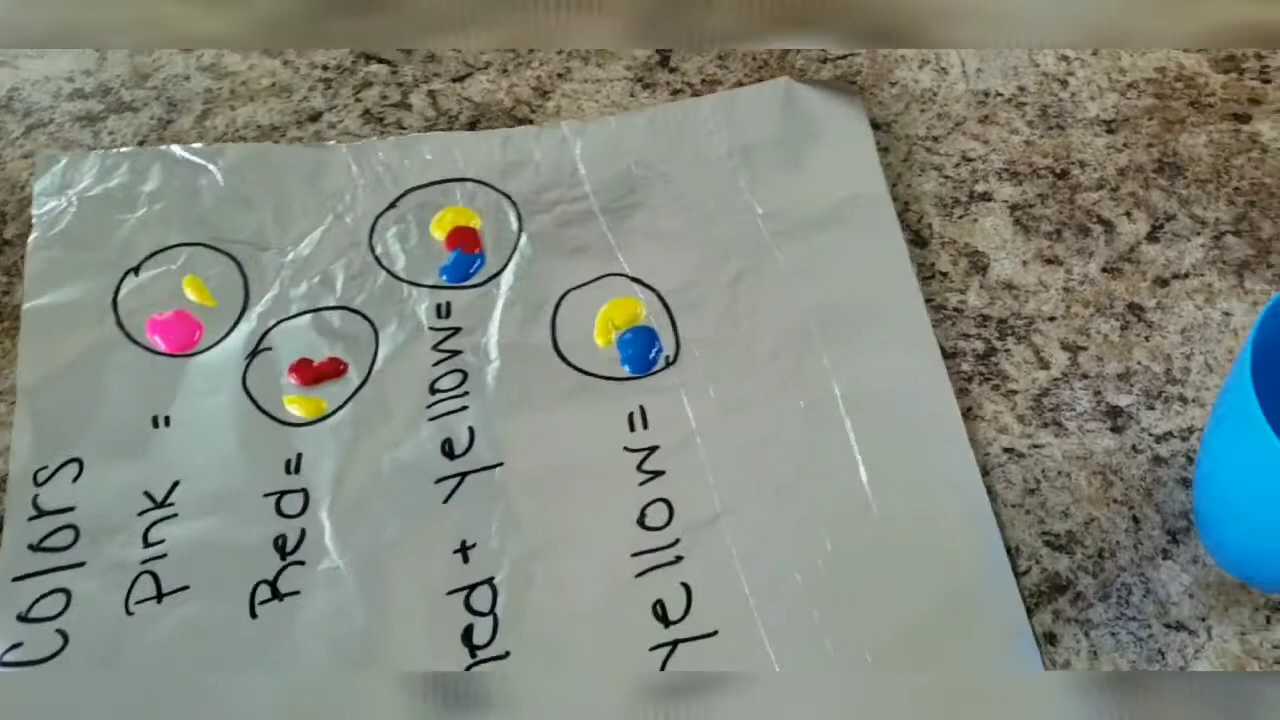 Colors
Pink =
Red =
red + yellow =
yellow =